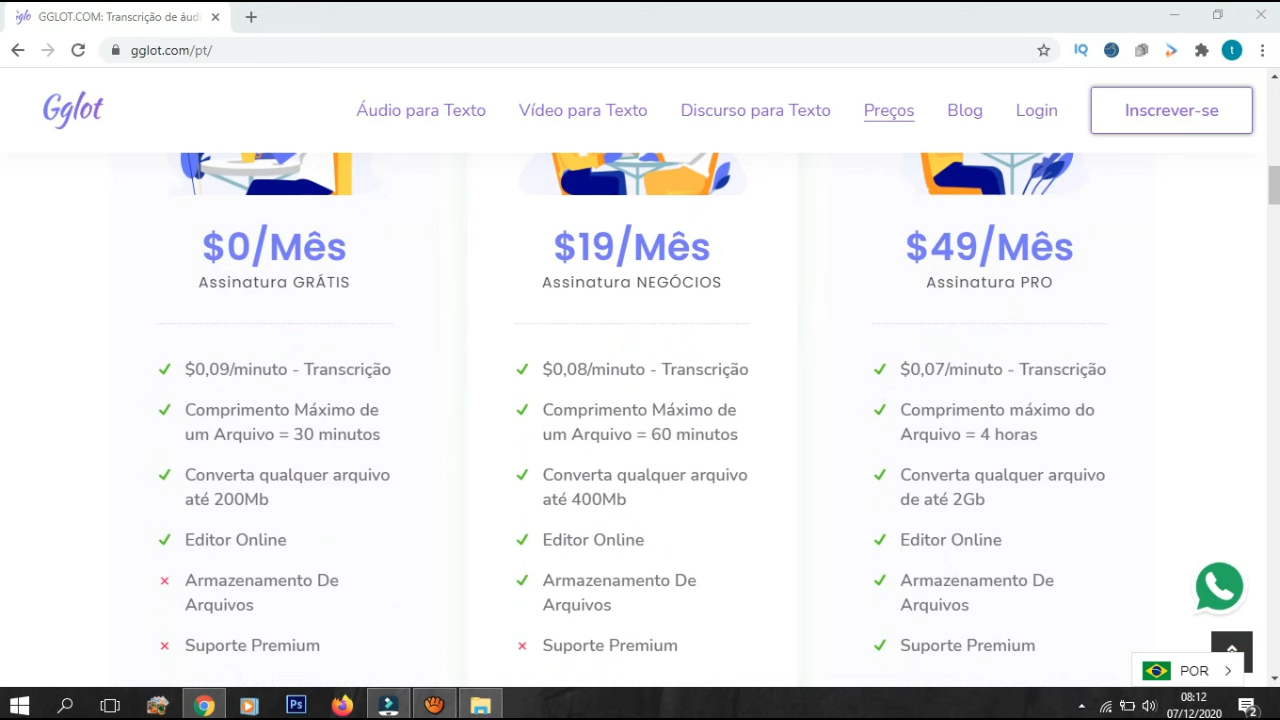 GGLOT.COM: Transcrição de áud
gglot.com/pt/
IQ
t
Gglot
Áudio para Texto
Vídeo para Texto
Discurso para Texto
Preços
Blog
Login
Inscrever-se
$0/Mês
Assinatura GRÁTIS
$0,09/minuto - Transcrição
Comprimento Máximo de
um Arquivo = 30 minutos
Converta qualquer arquivo
até 200Mb
Editor Online
Armazenamento De
Arquivos
Suporte Premium
$19/Mês
Assinatura NEGÓCIOS
$0,08/minuto - Transcrição
Comprimento Máximo de
um Arquivo = 60 minutos
Converta qualquer arquivo
até 400Mb
Editor Online
Armazenamento De
Arquivos
Suporte Premium
$49/Mês
Assinatura PRO
$0,07/minuto - Transcrição
Comprimento máximo do
Arquivo = 4 horas
Converta qualquer arquivo
de até 2Gb
Editor Online
Armazenamento De
Arquivos
Suporte Premium
POR
Ps
08:12
07/12/2020
2